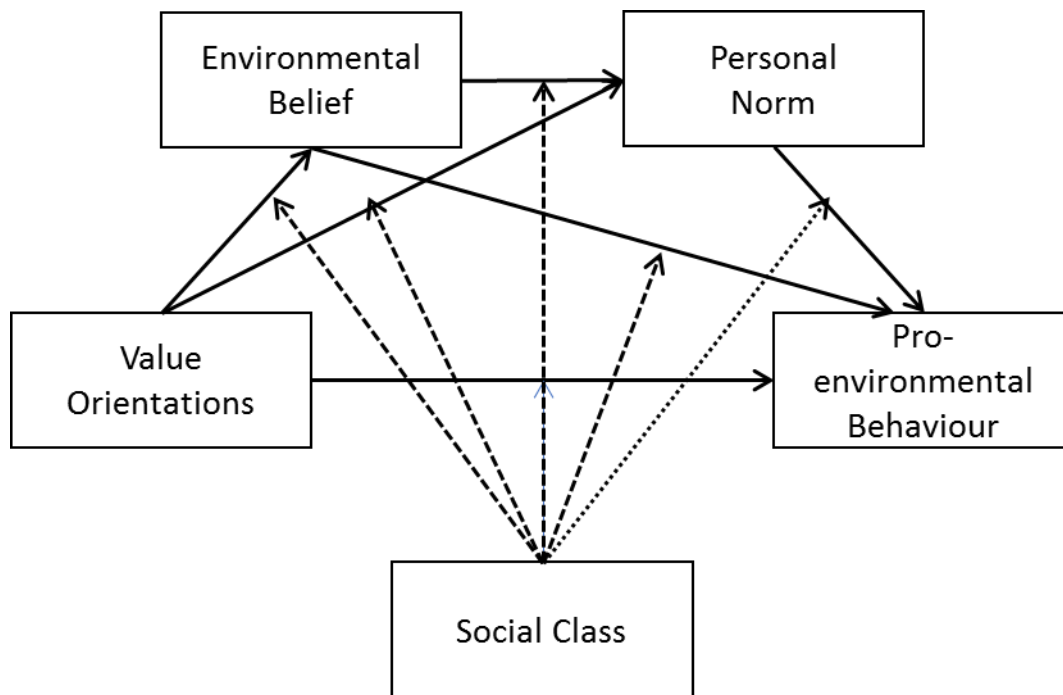 Environmental
Belief
Personal
Norm
Value
Orientations
Pro-
environmental
Behaviour
Social Class